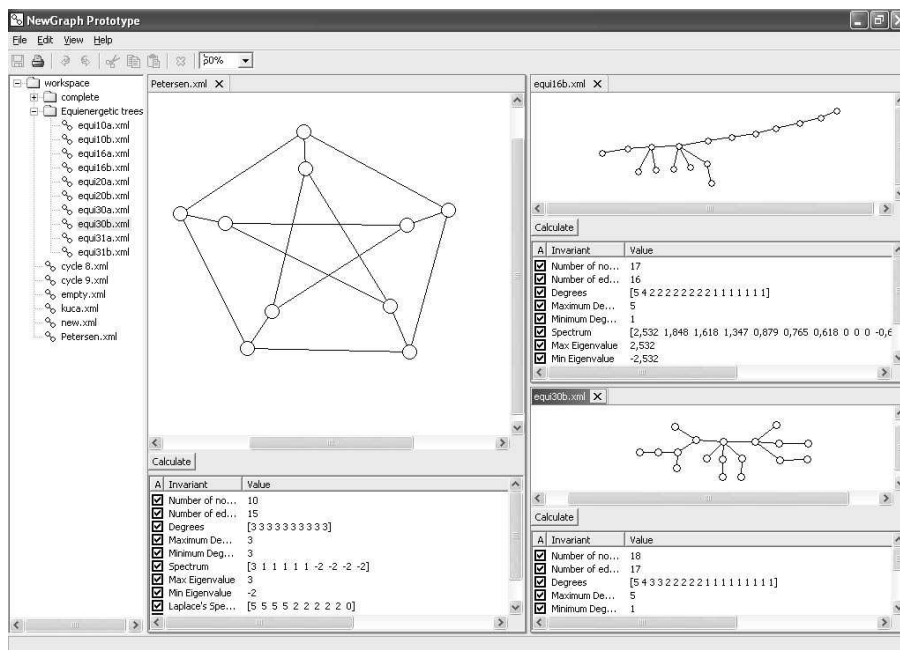 NewGraph Prototype
File Edit View Help
50%
workspace
complete
Equienergetic trees
equi10a.xml
equi10b.xml
equi16a.xml
equi16b.xml
equi20a.xml
equi20b.xml
equi30a.xml
equi30b.xml
equi31a.xml
equi31b.xml
cycle 8.xml
cycle 9.xml
empty.xml
kuca.xml
new.xml
Petersen.xml
Petersen.xml
Calculate
A Invariant Value
Number of no... 10
Number of ed... 15
Degrees [3 3 3 3 3 3 3 3 3 3]
Maximum De... 3
Minimum Deg... 3
Spectrum [3 1 1 1 1 1 -2 -2 -2 -2]
Max Eigenvalue 3
Min Eigenvalue -2
Laplace's Spe... [5 5 5 5 2 2 2 2 2 0]
equi16b.xml
Calculate
A Invariant Value
Number of no... 17
Number of ed... 16
Degrees [5 4 2 2 2 2 2 2 2 2 1 1 1 1 1 1 1]
Maximum De... 5
Minimum Deg... 1
Spectrum [2,532 1,848 1,618 1,347 0,879 0,765 0,618 0 0 0 -0,6
Max Eigenvalue 2,532
Min Eigenvalue -2,532
equi30b.xml
Calculate
A Invariant Value
Number of no... 18
Number of ed... 17
Degrees [5 4 3 3 2 2 2 2 2 1 1 1 1 1 1 1 1 1]
Maximum De... 5
Minimum Deg... 1